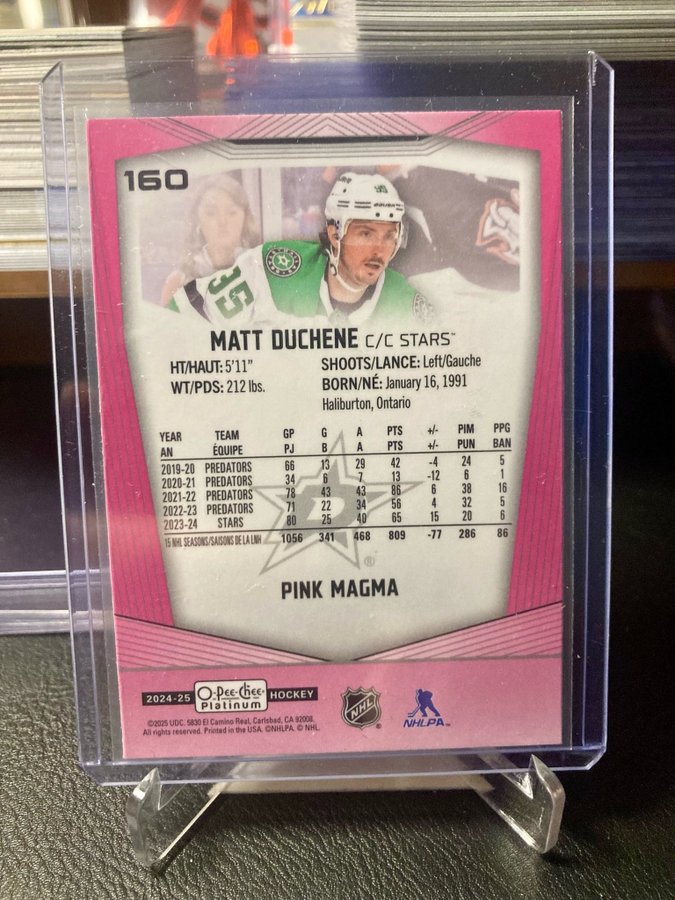 160
95
35
MATT DUCHENE C/C STARS™
HT/HAUT: 5'11"
WT/PDS: 212 lbs.
SHOOTS/LANCE: Left/Gauche
BORN/NÉ: January 16, 1991
Haliburton, Ontario
YEAR TEAM GP G A PTS +/- PIM PPG
AN ÉQUIPE PJ B A PTS +/- PUN BAN
2019-20 PREDATORS 66 13 29 42 -4 24 5
2020-21 PREDATORS 34 6 7 13 -12 6 1
2021-22 PREDATORS 78 43 43 86 6 38 16
2022-23 PREDATORS 71 22 34 56 4 32 5
2023-24 STARS 80 25 40 65 15 20 6
15 NHL SEASONS/SAISONS DE LA LNH 1056 341 468 809 -77 286 86
D
®
PINK MAGMA
2024-25 O-Pee-Chee® Platinum HOCKEY
NHL
NHLPA™
©2025 UDC. 5830 El Camino Real, Carlsbad, CA 92008.
All rights reserved. Printed in the USA. ©NHLPA. © NHL.